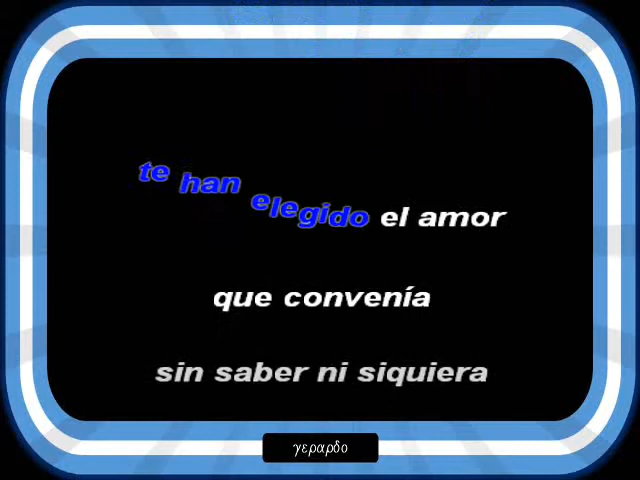 te han elegido el amor
que convenía
sin saber ni siquiera
γεραρδο